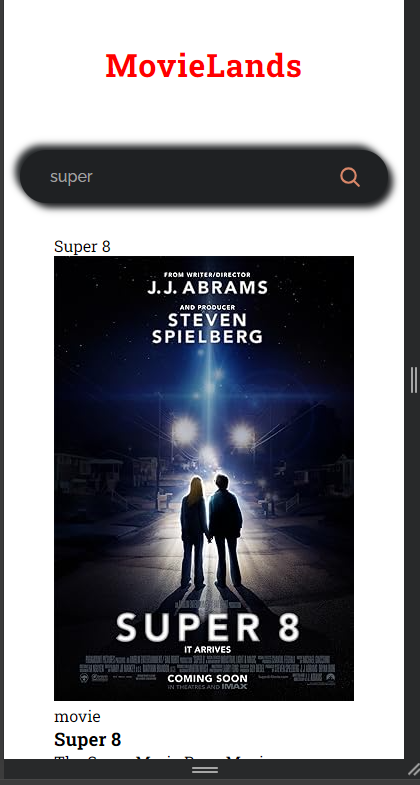 MovieLands
super
Super 8
FROM WRITER/DIRECTOR
J.J. ABRAMS
AND PRODUCER
STEVEN
SPIELBERG
SUPER 8
IT ARRIVES
COMING SOON
IN THEATRES AND IMAX
movie
Super 8